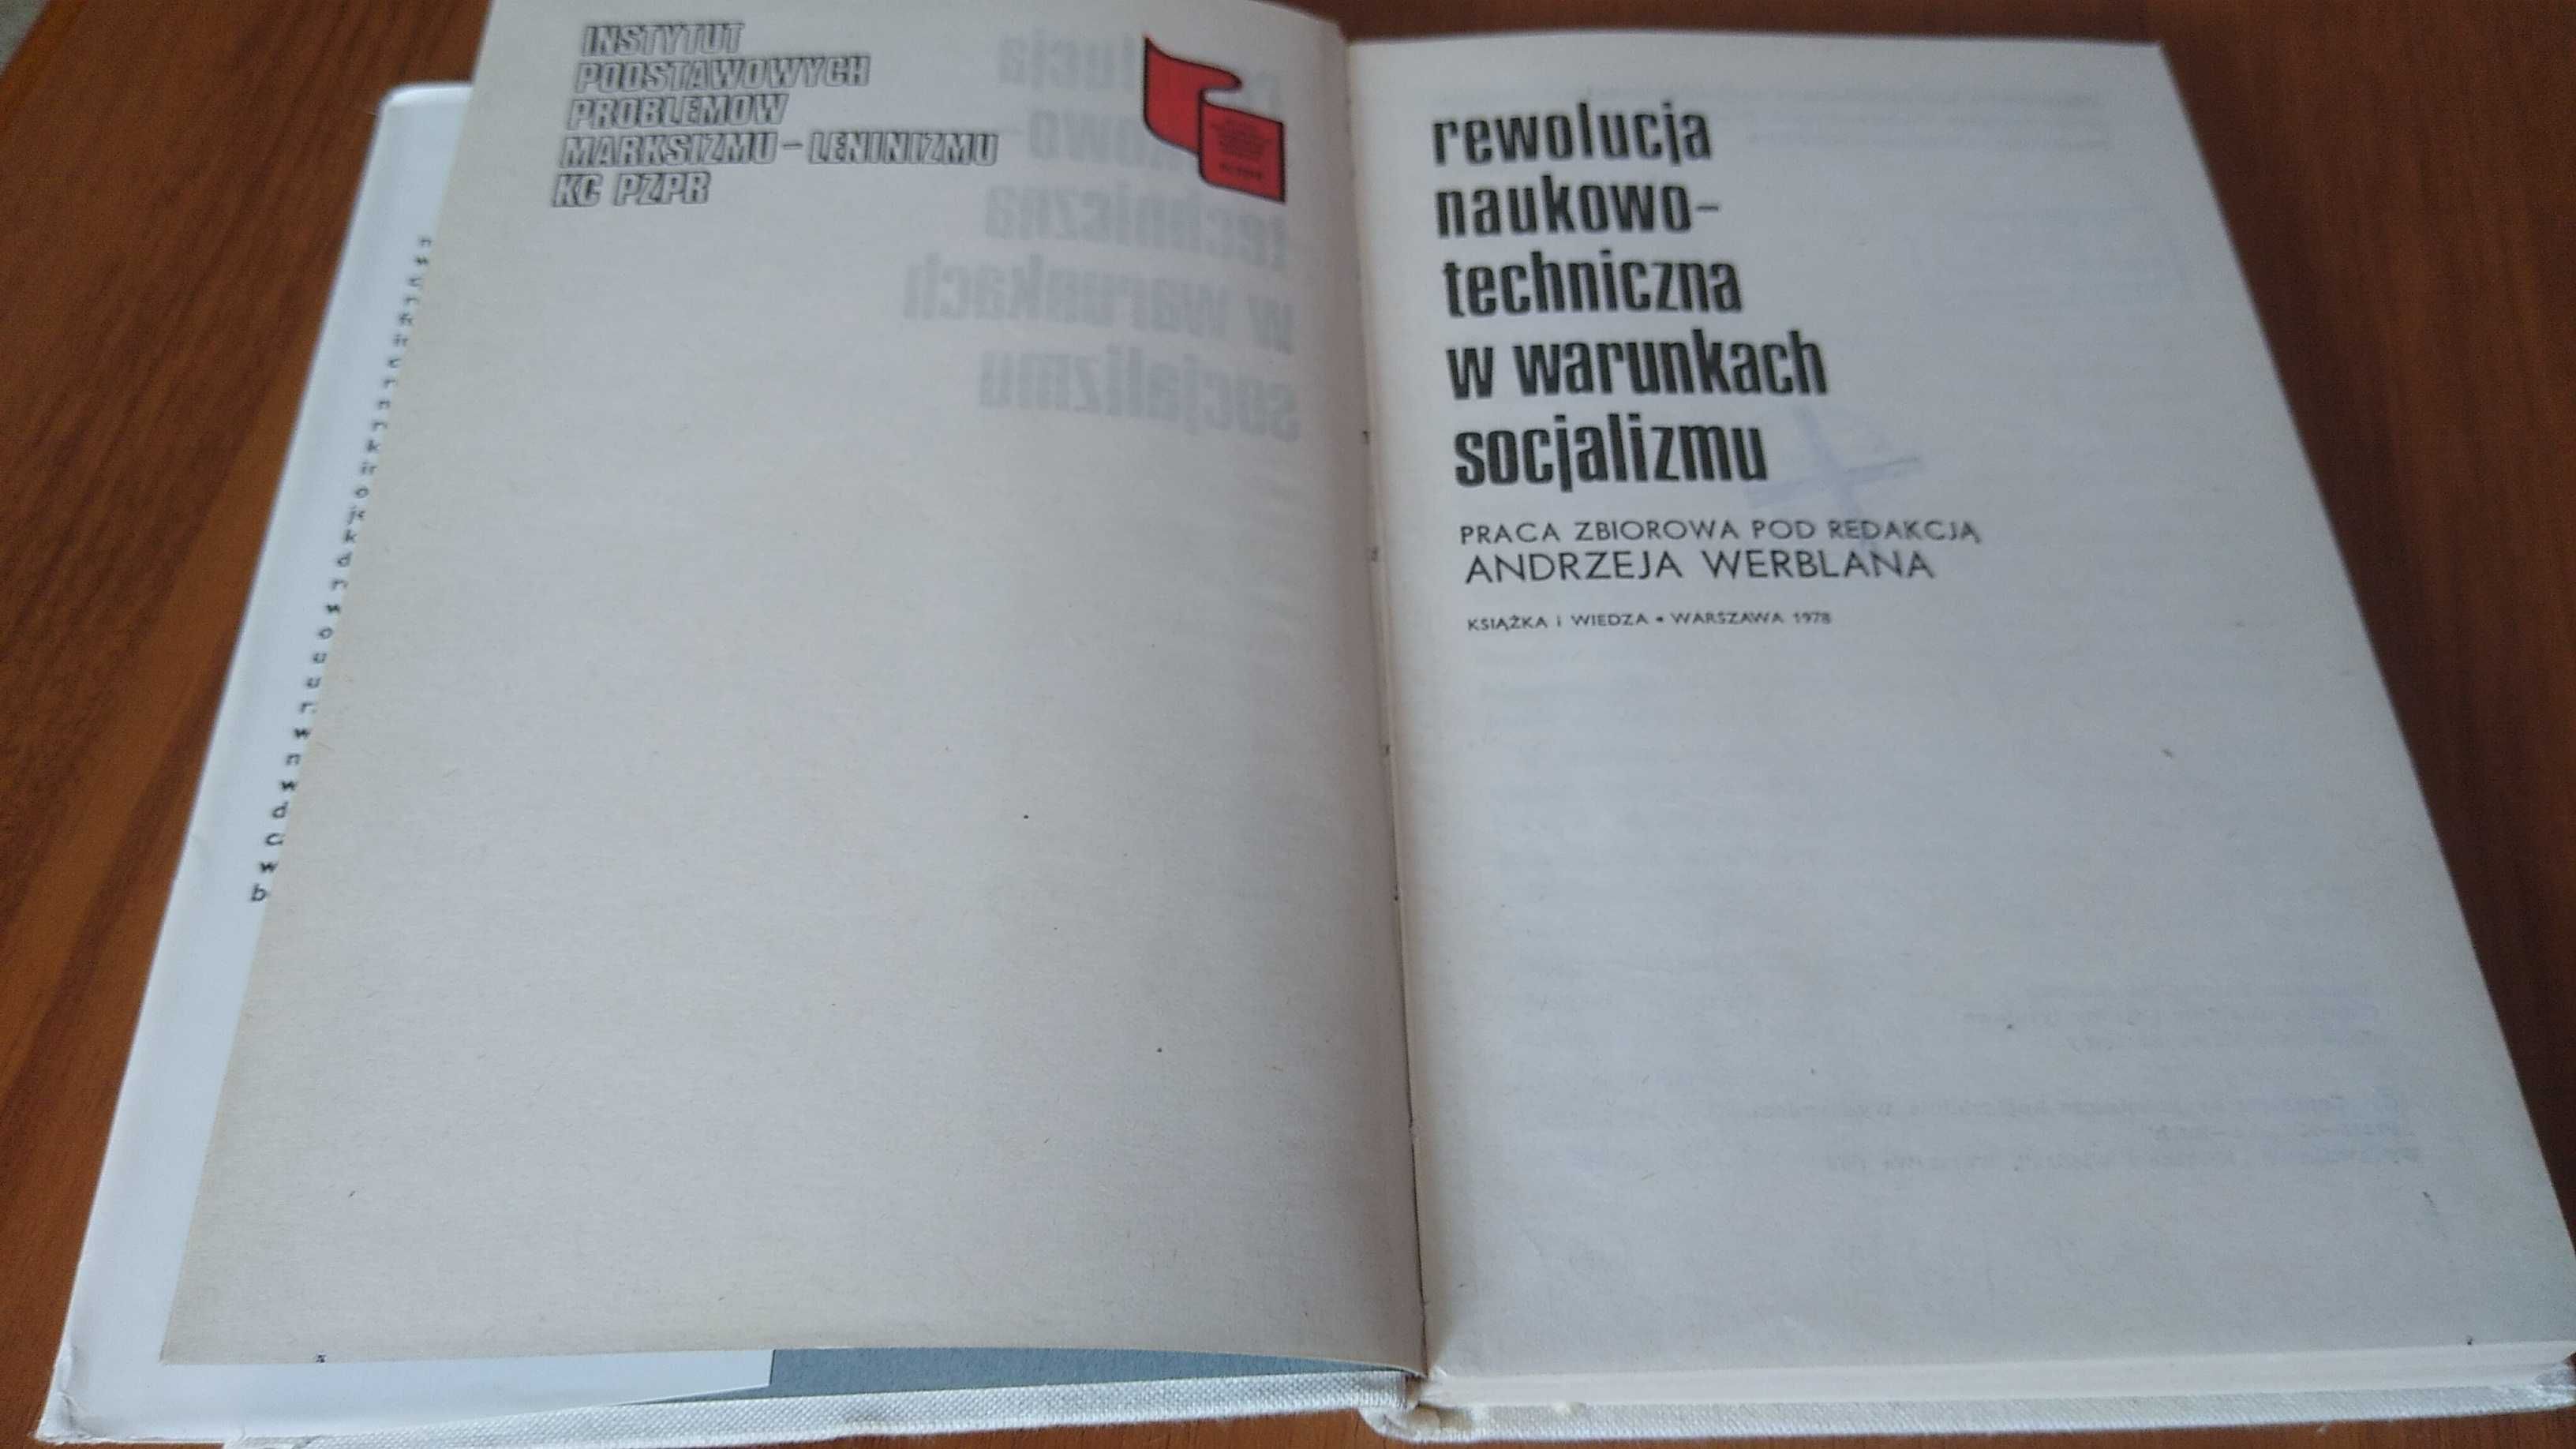 INSTYTUT
PODSTAWOWYCH
PROBLEMÓW
MARKSIZMU-LENINIZMU
KC PZPR
rewolucja
naukowo-
techniczna
w warunkach
socjalizmu
PRACA ZBIOROWA POD REDAKCJĄ
ANDRZEJA WERBLANA
KSIĄŻKA i WIEDZA • WARSZAWA 1978